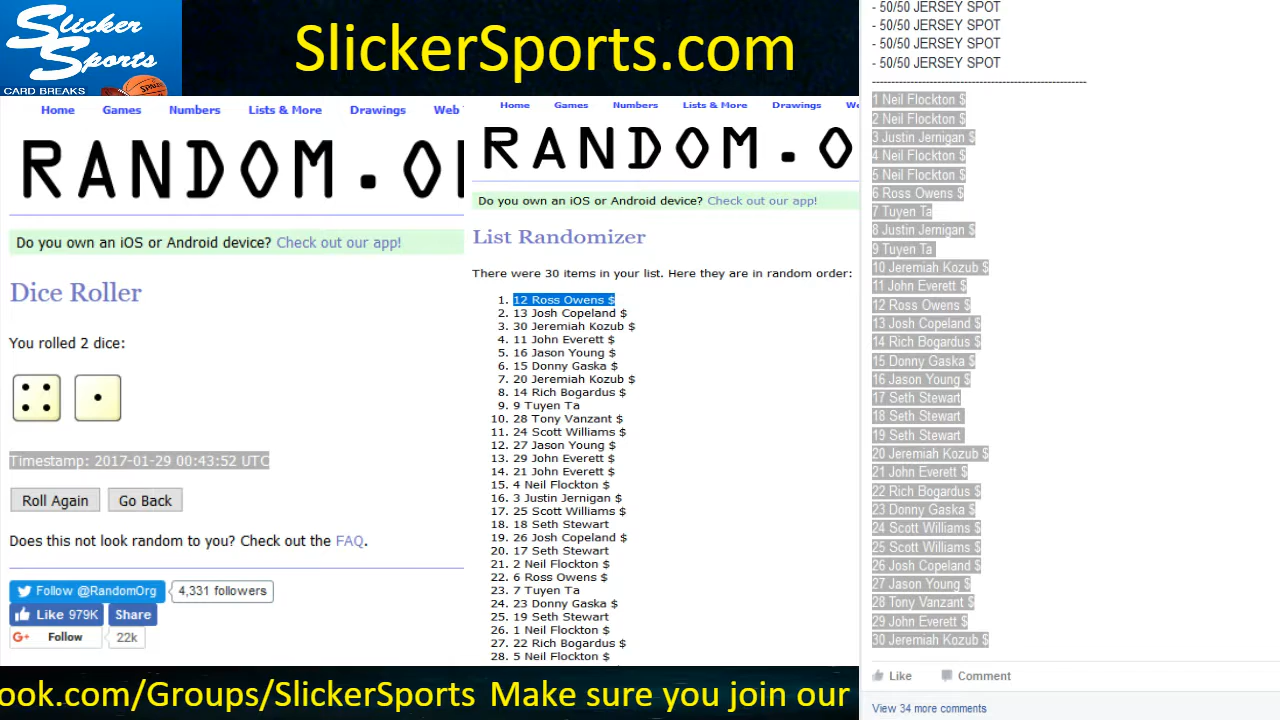 Slicker
Sports
CARD BREAKS
SlickerSports.com
Home Games Numbers Lists & More Drawings Web
RANDOM.O
Do you own an iOS or Android device? Check out our app!
Dice Roller
You rolled 2 dice:
Timestamp: 2017-01-29 00:43:52 UTC
Roll Again Go Back
Does this not look random to you? Check out the FAQ.
Follow @RandomOrg 4,331 followers
Like 979K Share
G+ Follow 22k
Home Games Numbers Lists & More Drawings We
RANDOM.O
Do you own an iOS or Android device? Check out our app!
List Randomizer
There were 30 items in your list. Here they are in random order:
1. 12 Ross Owens $
2. 13 Josh Copeland $
3. 30 Jeremiah Kozub $
4. 11 John Everett $
5. 16 Jason Young $
6. 15 Donny Gaska $
7. 20 Jeremiah Kozub $
8. 14 Rich Bogardus $
9. 9 Tuyen Ta
10. 28 Tony Vanzant $
11. 24 Scott Williams $
12. 27 Jason Young $
13. 29 John Everett $
14. 21 John Everett $
15. 4 Neil Flockton $
16. 3 Justin Jernigan $
17. 25 Scott Williams $
18. 18 Seth Stewart
19. 26 Josh Copeland $
20. 17 Seth Stewart
21. 2 Neil Flockton $
22. 6 Ross Owens $
23. 7 Tuyen Ta
24. 23 Donny Gaska $
25. 19 Seth Stewart
26. 1 Neil Flockton $
27. 22 Rich Bogardus $
28. 5 Neil Flockton $
- 50/50 JERSEY SPOT
- 50/50 JERSEY SPOT
- 50/50 JERSEY SPOT
- 50/50 JERSEY SPOT
------------------------------------------------------
1 Neil Flockton $
2 Neil Flockton $
3 Justin Jernigan $
4 Neil Flockton $
5 Neil Flockton $
6 Ross Owens $
7 Tuyen Ta
8 Justin Jernigan $
9 Tuyen Ta
10 Jeremiah Kozub $
11 John Everett $
12 Ross Owens $
13 Josh Copeland $
14 Rich Bogardus $
15 Donny Gaska $
16 Jason Young $
17 Seth Stewart
18 Seth Stewart
19 Seth Stewart
20 Jeremiah Kozub $
21 John Everett $
22 Rich Bogardus $
23 Donny Gaska $
24 Scott Williams $
25 Scott Williams $
26 Josh Copeland $
27 Jason Young $
28 Tony Vanzant $
29 John Everett $
30 Jeremiah Kozub $
Like Comment
View 34 more comments
ook.com/Groups/SlickerSports Make sure you join our